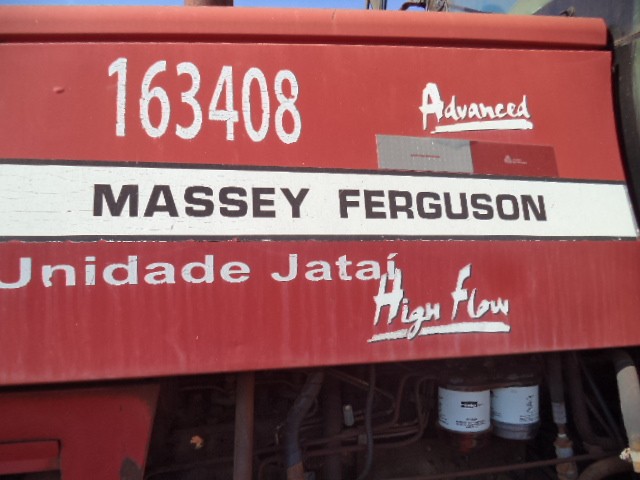 163408
Advanced
MASSEY FERGUSON
Unidade Jataí
High Flow